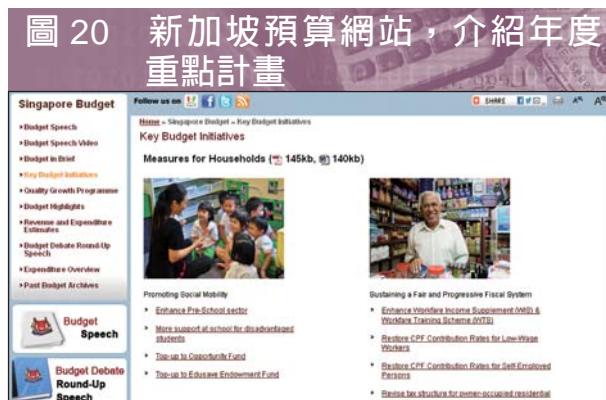 圖 20 新加坡預算網站，介紹年度
重點計畫
Singapore Budget
Budget Speech
Budget Speech Video
Budget in Brief
Key Budget Initiatives
Quality Growth Programme
Budget Highlights
Revenue and Expenditure
Estimates
Budget Debate Round-Up
Speech
Expenditure Overview
Past Budget Archives
Budget
Speech
Budget Debate
Round-Up
Speech
Follow us on
SHARE
A A
Home » Singapore Budget » Key Budget Initiatives
Key Budget Initiatives
Measures for Households (145kb, 140kb)
Promoting Social Mobility
Enhance Pre-School sector
More support at school for disadvantaged
students
Top-up to Opportunity Fund
Top-up to Edusave Endowment Fund
Sustaining a Fair and Progressive Fiscal System
Enhance Workfare Income Supplement (WIS) &
Workfare Training Scheme (WTS)
Restore CPF Contribution Rates for Low-Wage
Workers
Restore CPF Contribution Rates for Self-Employed
Persons
Revise tax structure for owner-occupied residential